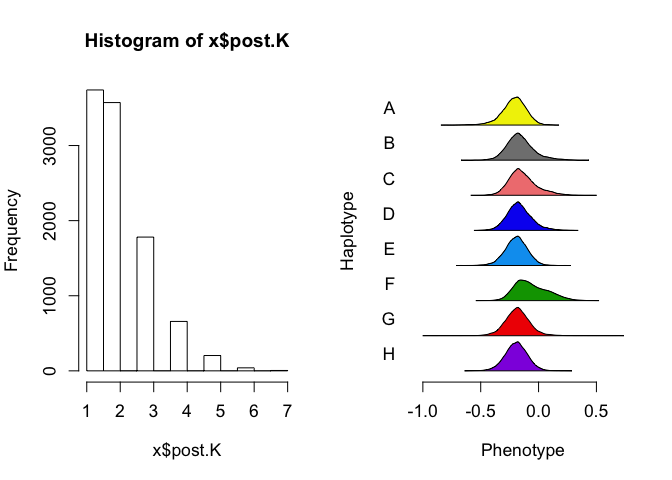 Histogram of x$post.K
Frequency
0
1000
2000
3000
1 2 3 4 5 6 7
x$post.K
Haplotype
A
B
C
D
E
F
G
H
-1.0 -0.5 0.0 0.5
Phenotype